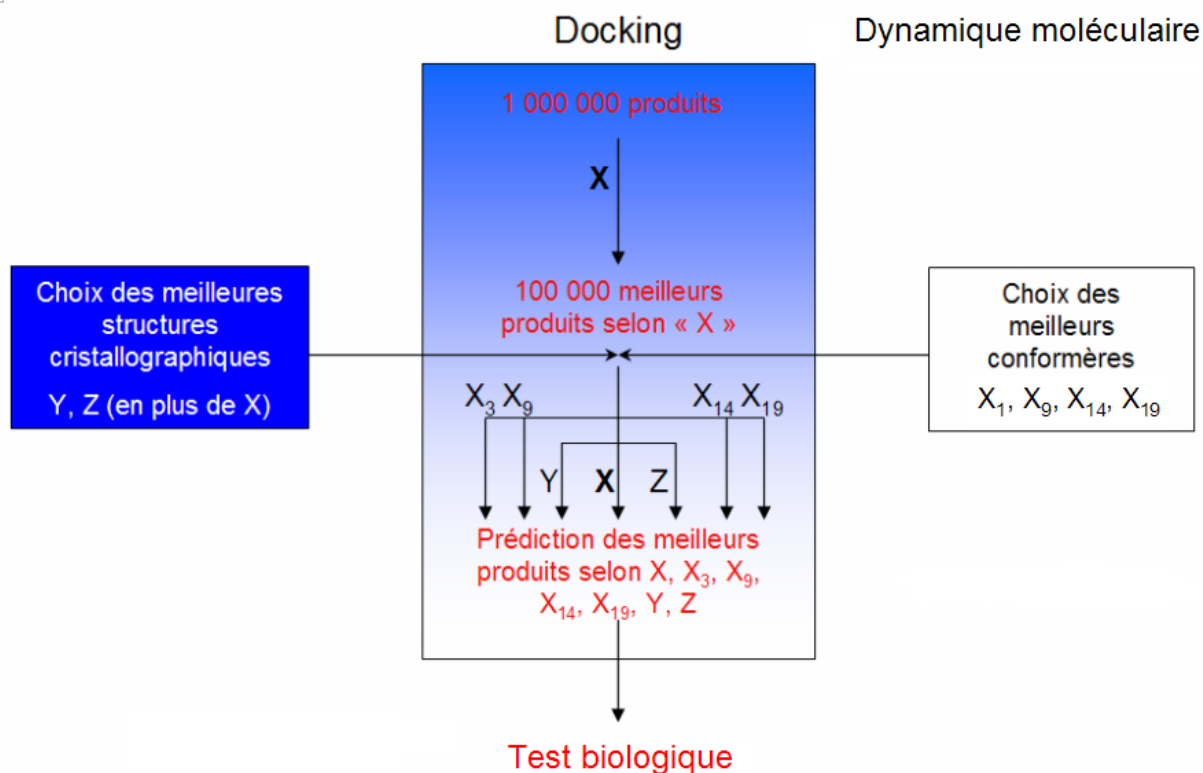 Docking
Dynamique moléculaire
1 000 000 produits
X
100 000 meilleurs
produits selon « X »
Choix des meilleures
structures
cristallographiques
Y, Z (en plus de X)
Choix des
meilleurs
conformères
X₁, X₉, X₁₄, X₁₉
X₃ X₉
X₁₄ X₁₉
Y X Z
Prédiction des meilleurs
produits selon X, X₃, X₉,
X₁₄, X₁₉, Y, Z
Test biologique